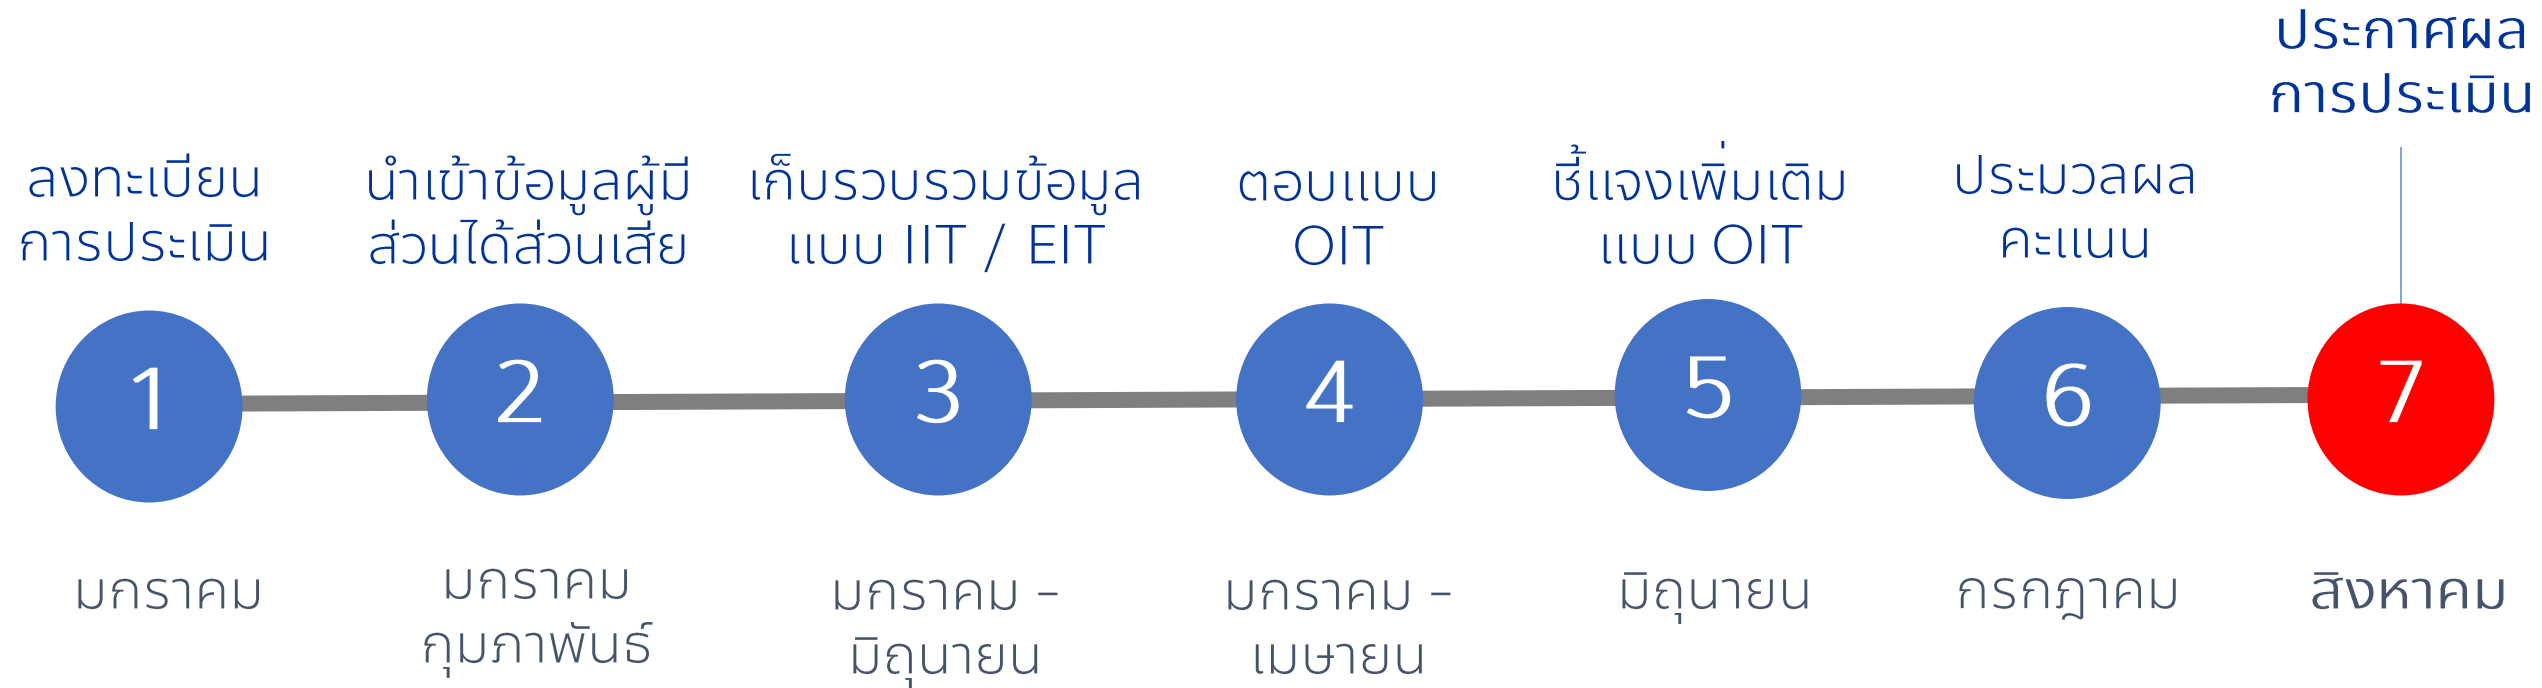 ลงทะเบียน
การประเมิน
นำเข้าข้อมูลผู้มี
ส่วนได้ส่วนเสีย
เก็บรวบรวมข้อมูล
แบบ IIT / EIT
ตอบแบบ
OIT
ชี้แจงเพิ่มเติม
แบบ OIT
ประมวลผล
คะแนน
ประกาศผล
การประเมิน
1
2
3
4
5
6
7
มกราคม
มกราคม
กุมภาพันธ์
มกราคม –
มิถุนายน
มกราคม –
เมษายน
มิถุนายน
กรกฎาคม
สิงหาคม